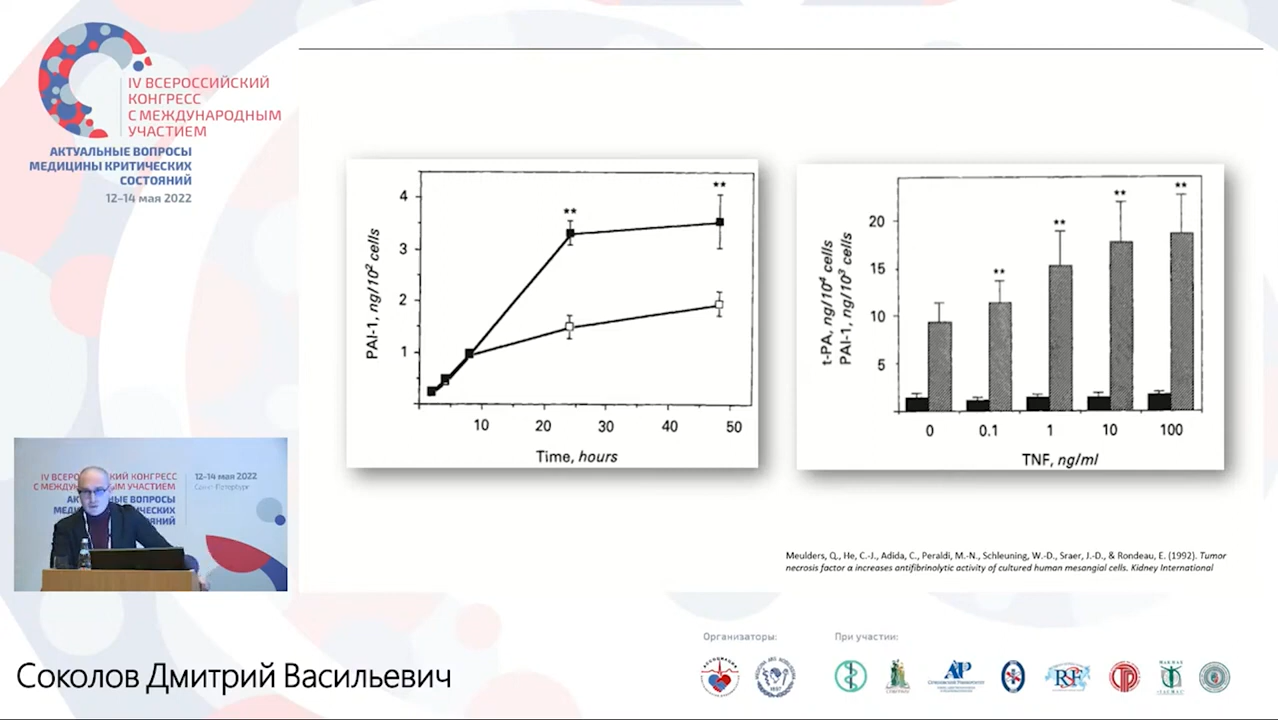 IV ВСЕРОССИЙСКИЙ
КОНГРЕСС
С МЕЖДУНАРОДНЫМ
УЧАСТИЕМ
АКТУАЛЬНЫЕ ВОПРОСЫ
МЕДИЦИНЫ КРИТИЧЕСКИХ
СОСТОЯНИЙ
12–14 мая 2022
PAI-1, ng/10² cells
4
3
2
1
**
**
10
20
30
40
50
Time, hours
t-PA, ng/10⁴ cells
PAI-1, ng/10³ cells
20
15
10
5
**
**
**
**
0
0.1
1
10
100
TNF, ng/ml
Meulders, Q., He, C.-J., Adida, C., Peraldi, M.-N., Schleuning, W.-D., Sraer, J.-D., & Rondeau, E. (1992). Tumor
necrosis factor α increases antifibrinolytic activity of cultured human mesangial cells. Kidney International
12–14 мая 2022
Санкт-Петербург
Соколов Дмитрий Васильевич
Организаторы:
При участии: